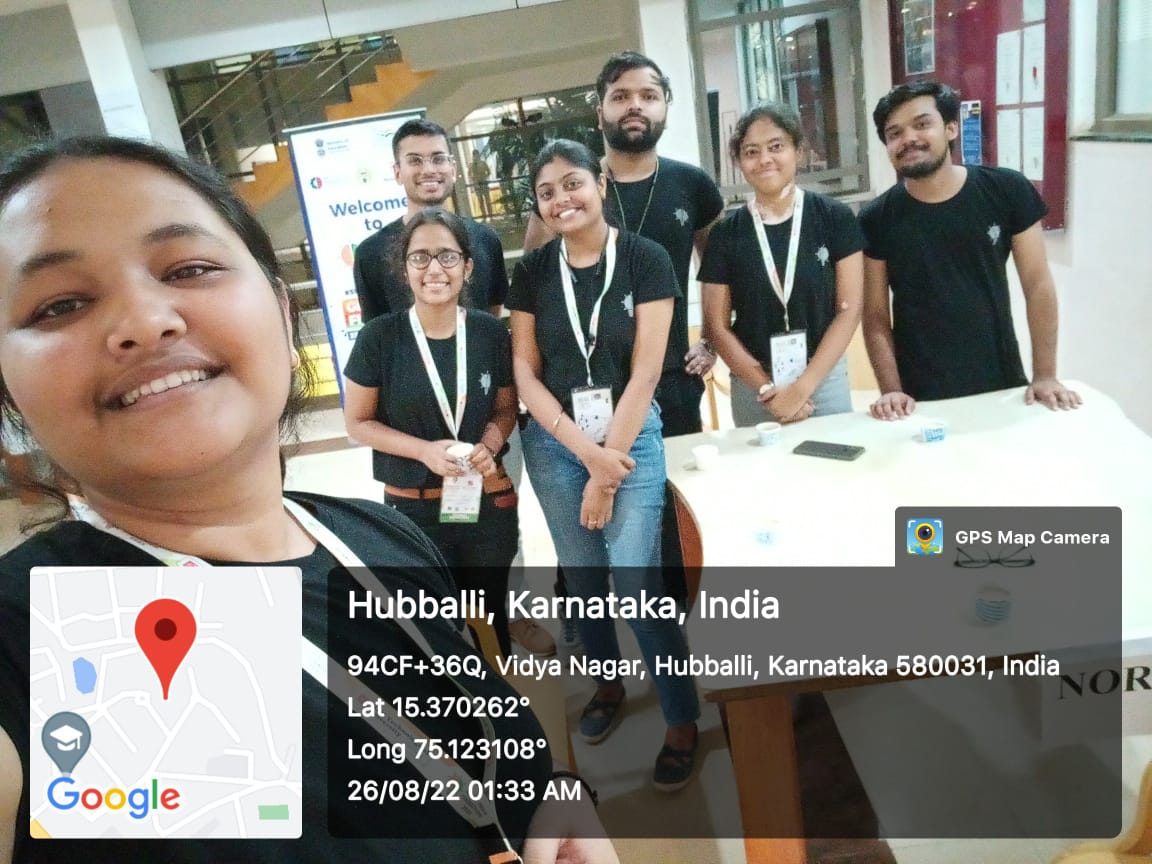 Welcome
to
GPS Map Camera
Hubballi, Karnataka, India
94CF+36Q, Vidya Nagar, Hubballi, Karnataka 580031, India
Lat 15.370262°
Long 75.123108°
26/08/22 01:33 AM
Google
NOR